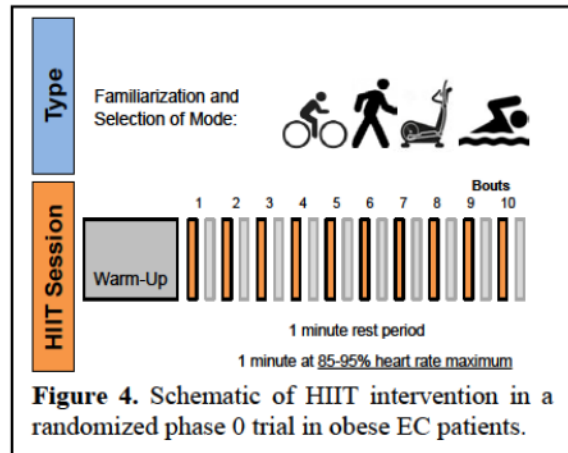 Type
Familiarization and
Selection of Mode:
HIIT Session
Bouts
1 2 3 4 5 6 7 8 9 10
Warm-Up
1 minute rest period
1 minute at 85-95% heart rate maximum
Figure 4. Schematic of HIIT intervention in a
randomized phase 0 trial in obese EC patients.